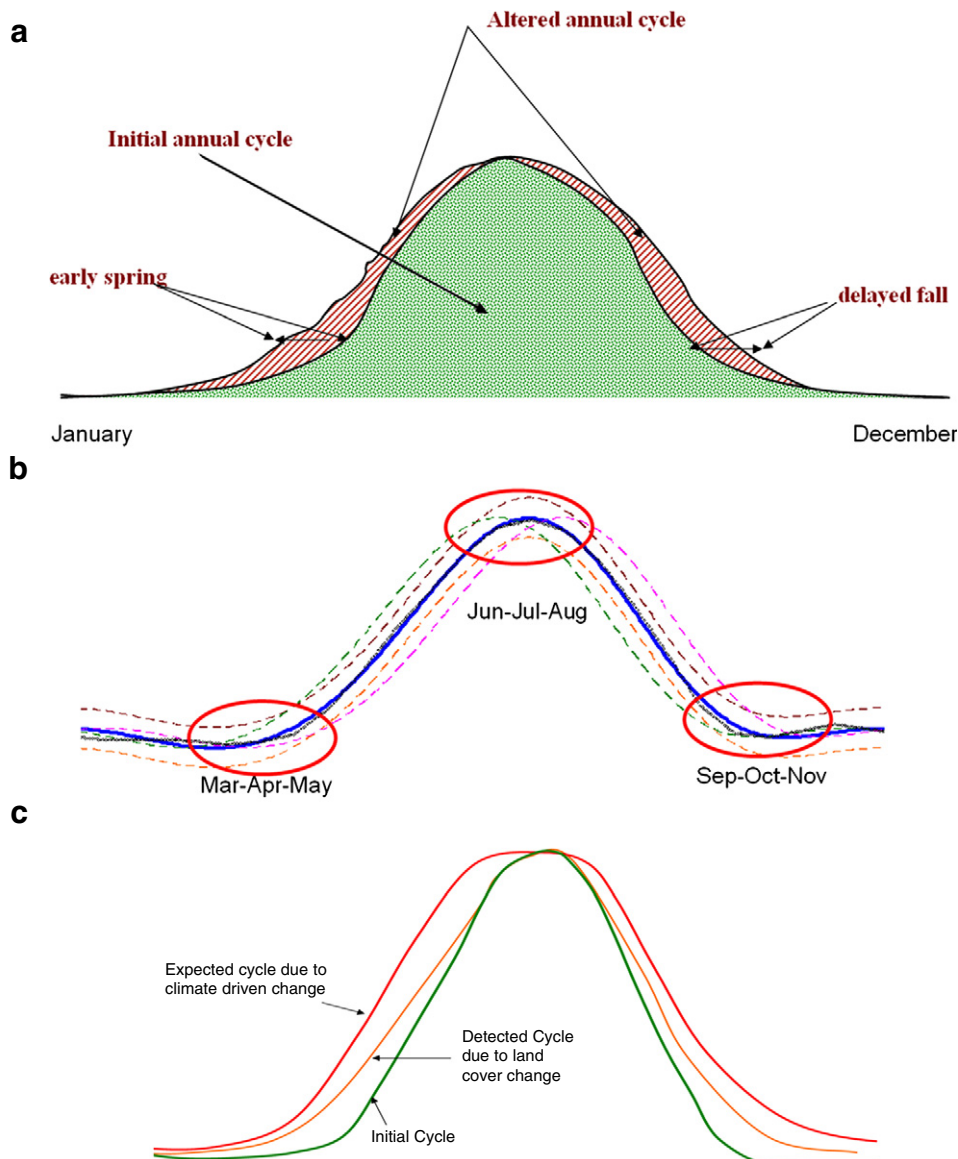 a
Altered annual cycle
Initial annual cycle
early spring
delayed fall
January
December
b
Jun-Jul-Aug
Mar-Apr-May
Sep-Oct-Nov
c
Expected cycle due to
climate driven change
Detected Cycle
due to land
cover change
Initial Cycle